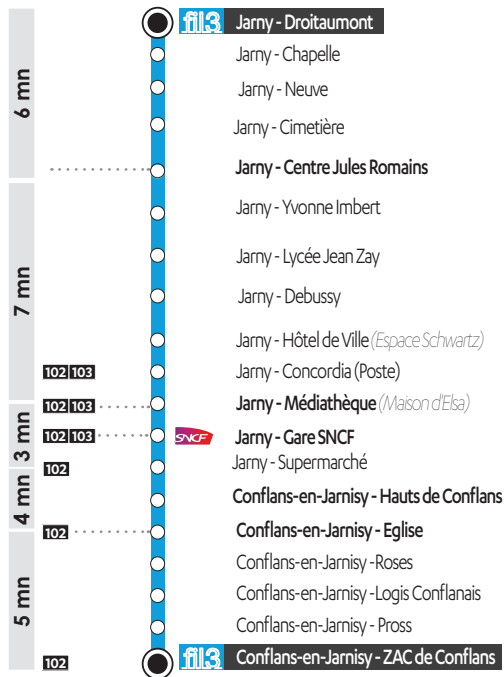 fil3 Jarny - Droitaumont
Jarny - Chapelle
Jarny - Neuve
Jarny - Cimetière
6 mn
Jarny - Centre Jules Romains
Jarny - Yvonne Imbert
Jarny - Lycée Jean Zay
7 mn
Jarny - Debussy
Jarny - Hôtel de Ville (Espace Schwartz)
102 103 Jarny - Concordia (Poste)
102 103 Jarny - Médiathèque (Maison d'Elsa)
3 mn
102 103 SNCF Jarny - Gare SNCF
102 Jarny - Supermarché
4 mn
Conflans-en-Jarnisy - Hauts de Conflans
102 Conflans-en-Jarnisy - Eglise
Conflans-en-Jarnisy -Roses
5 mn
Conflans-en-Jarnisy -Logis Conflanais
Conflans-en-Jarnisy - Pross
102 fil3 Conflans-en-Jarnisy - ZAC de Conflans